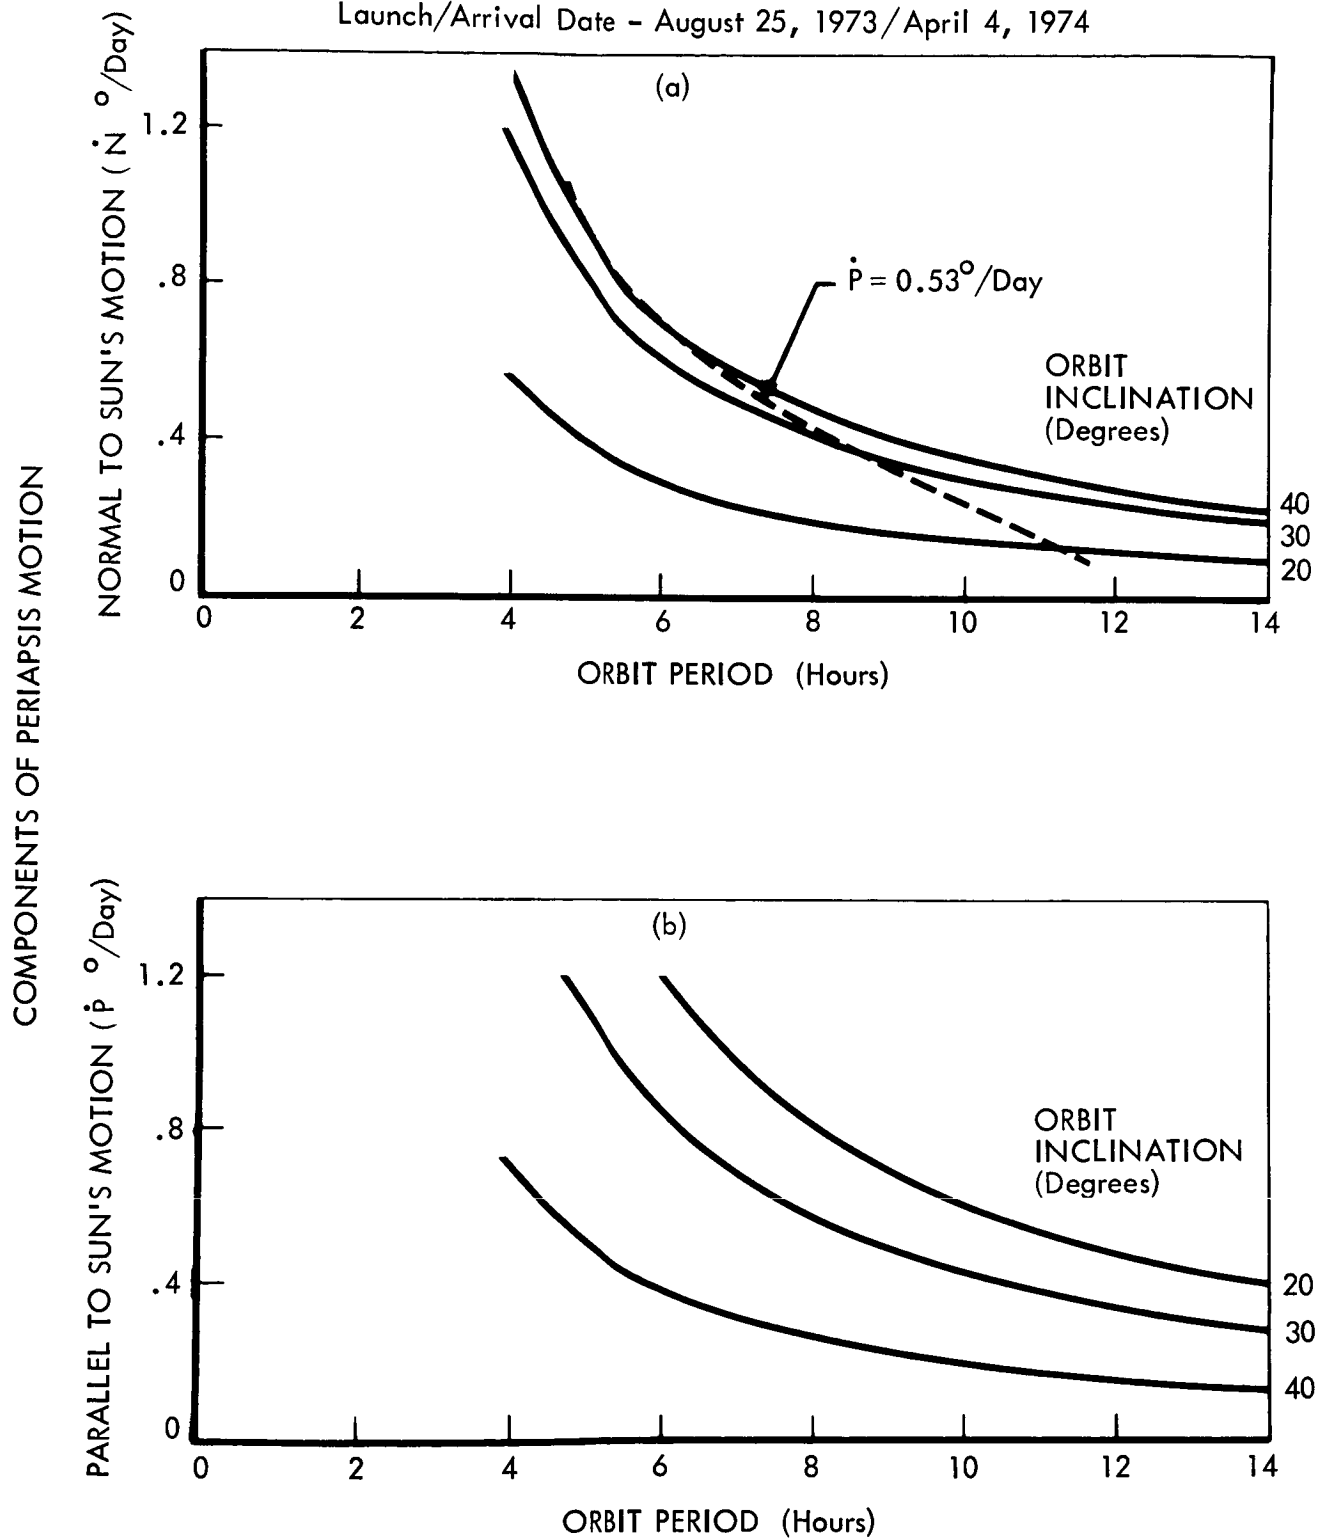 Launch/Arrival Date - August 25, 1973/April 4, 1974
COMPONENTS OF PERIAPSIS MOTION
NORMAL TO SUN'S MOTION (Ṅ °/Day)
(a)
1.2
.8
.4
0
Ṗ = 0.53°/Day
ORBIT
INCLINATION
(Degrees)
40
30
20
0 2 4 6 8 10 12 14
ORBIT PERIOD (Hours)
PARALLEL TO SUN'S MOTION (Ṗ °/Day)
(b)
1.2
.8
.4
0
ORBIT
INCLINATION
(Degrees)
20
30
40
0 2 4 6 8 10 12 14
ORBIT PERIOD (Hours)